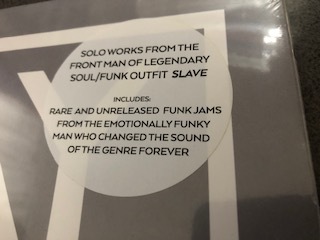 SOLO WORKS FROM THE
FRONT MAN OF LEGENDARY
SOUL/FUNK OUTFIT SLAVE
INCLUDES:
RARE AND UNRELEASED FUNK JAMS
FROM THE EMOTIONALLY FUNKY
MAN WHO CHANGED THE SOUND
OF THE GENRE FOREVER